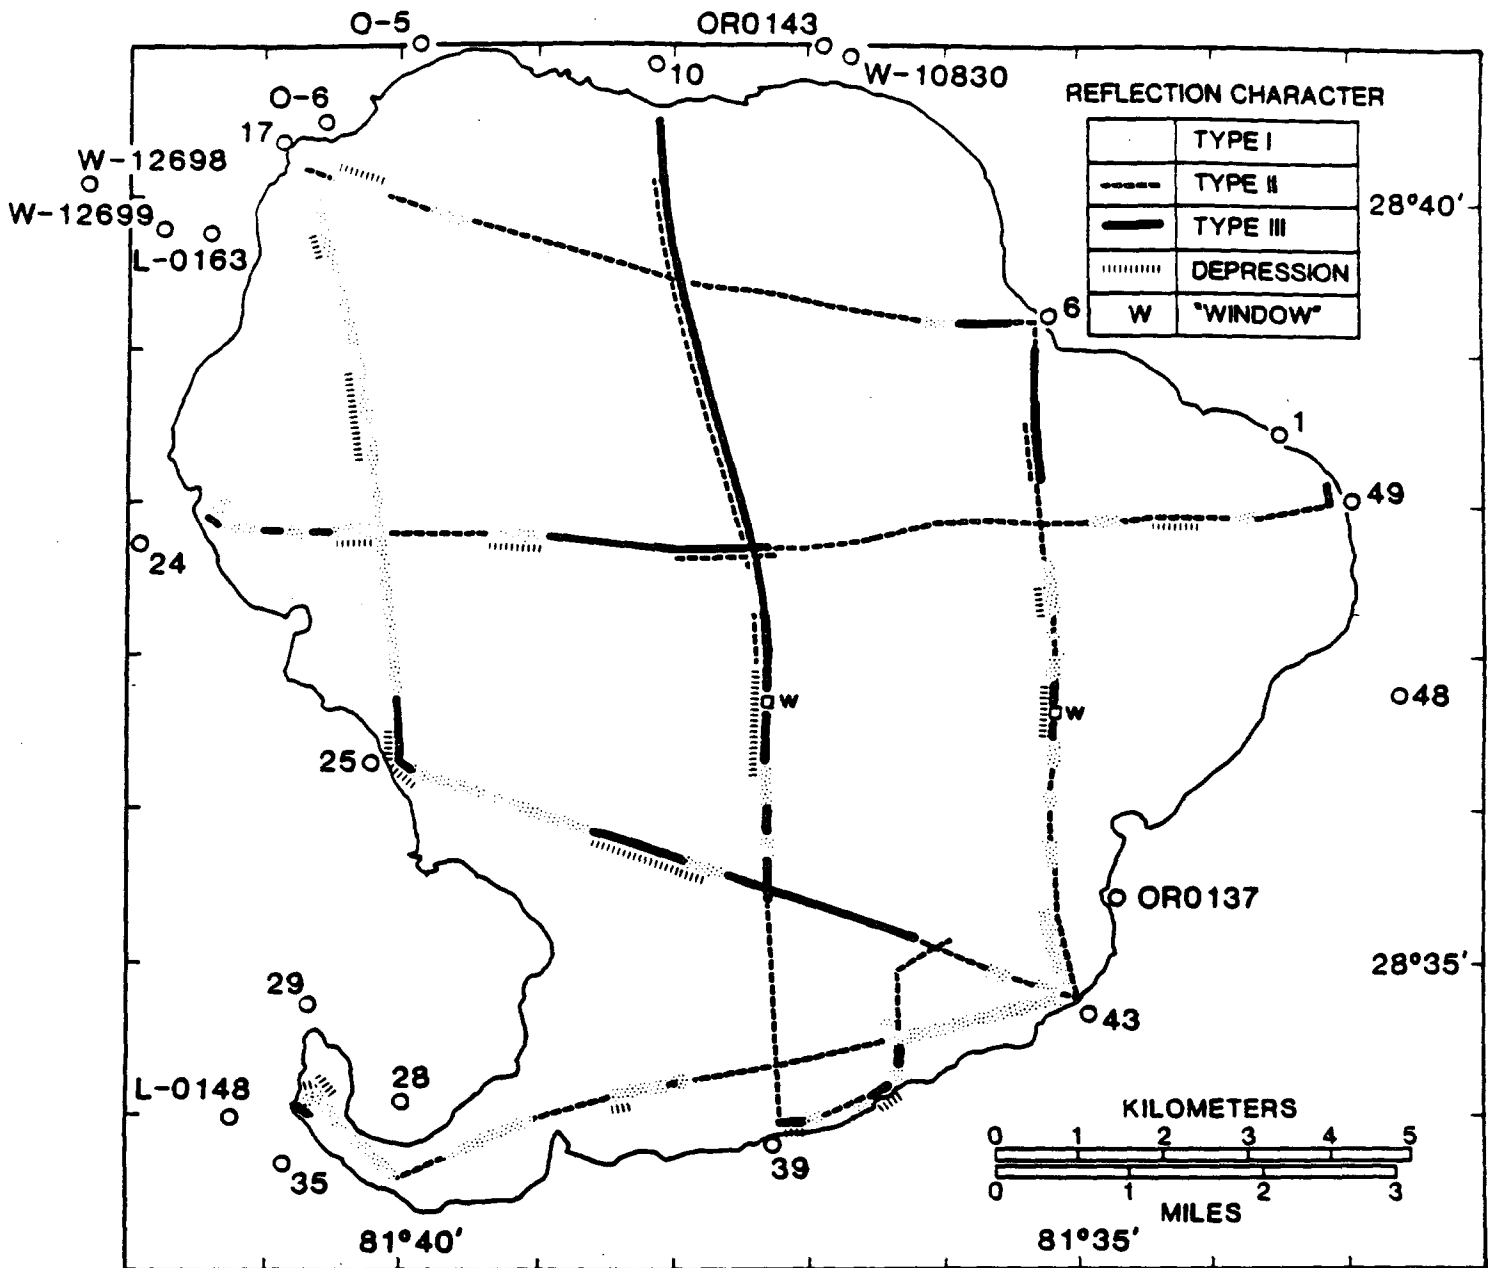 O-5
OR0143
10
W-10830
O-6
17
W-12698
W-12699
L-0163
REFLECTION CHARACTER
TYPE I
TYPE II
TYPE III
DEPRESSION
W "WINDOW"
28°40'
6
1
49
24
48
W
W
25
OR0137
28°35'
29
43
28
L-0148
35
39
KILOMETERS
0 1 2 3 4 5
0 1 2 3
MILES
81°40'
81°35'